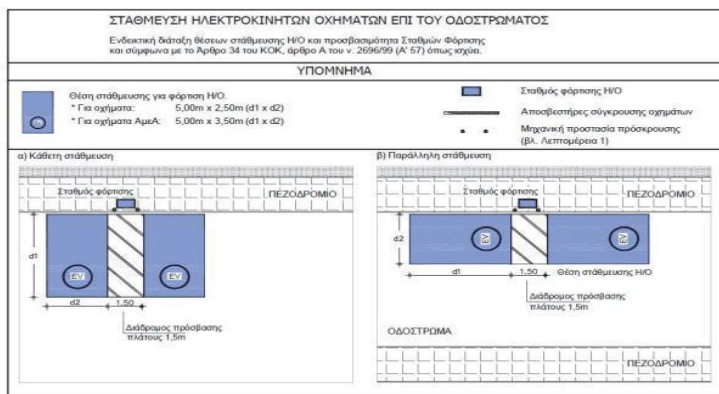 ΣΤΑΘΜΕΥΣΗ ΗΛΕΚΤΡΟΚΙΝΗΤΩΝ ΟΧΗΜΑΤΩΝ ΕΠΙ ΤΟΥ ΟΔΟΣΤΡΩΜΑΤΟΣ
Ενδεικτική διάταξη θέσεων στάθμευσης Η/Ο και προσβασιμότητα Σταθμών Φόρτισης
και σύμφωνα με το Άρθρο 34 του ΚΟΚ, άρθρο Α του ν. 2696/99 (Α' 57) όπως ισχύει.
ΥΠΟΜΝΗΜΑ
Θέση στάθμευσης για φόρτιση Η/Ο.
* Για οχήματα: 5,00m x 2,50m (d1 x d2)
* Για οχήματα ΑμεΑ: 5,00m x 3,50m (d1 x d2)
EV
Σταθμός φόρτισης Η/Ο
Αποσβεστήρες σύγκρουσης οχημάτων
Μηχανική προστασία πρόσκρουσης
(βλ. Λεπτομέρεια 1)
α) Κάθετη στάθμευση
ΠΕΖΟΔΡΟΜΙΟ
Σταθμός φόρτισης
d1
EV
EV
d2
1,50
Διάδρομος πρόσβασης
πλάτους 1,5m
β) Παράλληλη στάθμευση
Σταθμός φόρτισης
ΠΕΖΟΔΡΟΜΙΟ
d2
EV
EV
d1
1,50
Θέση στάθμευσης Η/Ο
Διάδρομος πρόσβασης
πλάτους 1,5m
ΟΔΟΣΤΡΩΜΑ
ΠΕΖΟΔΡΟΜΙΟ